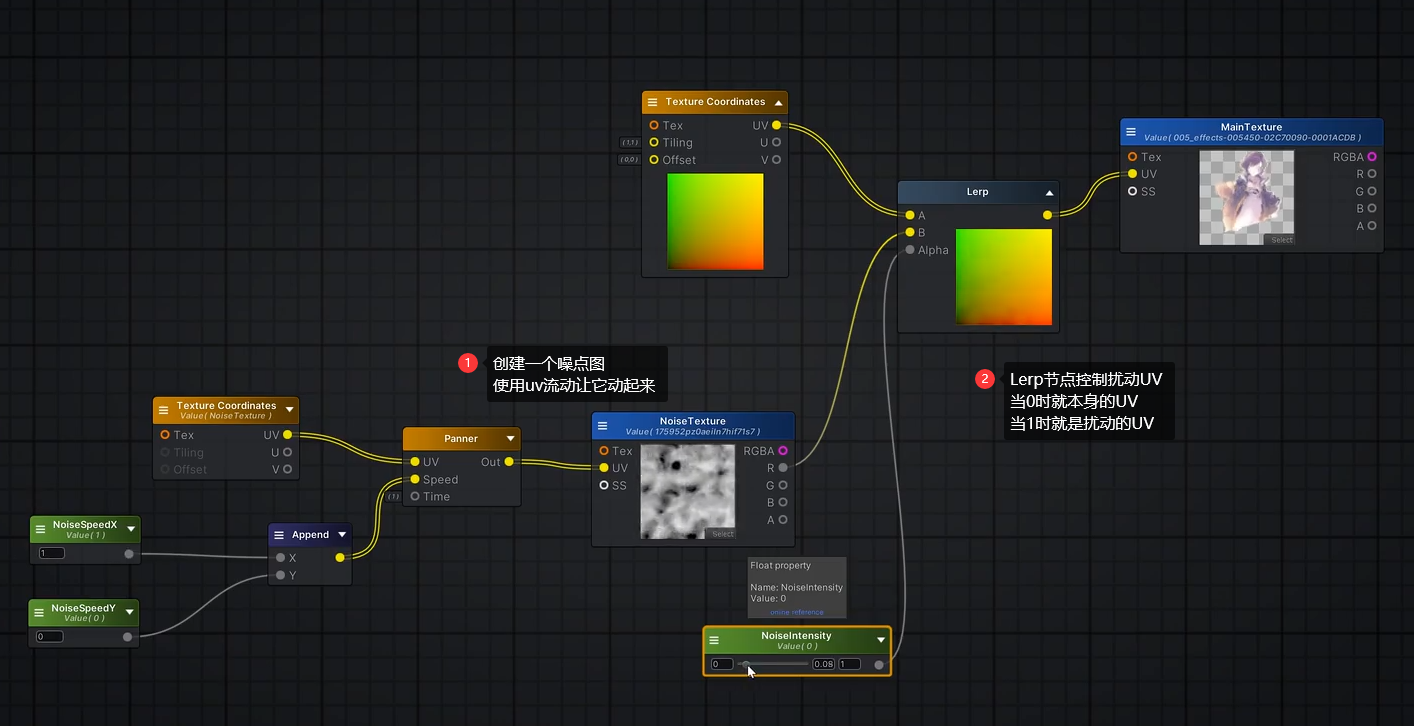 Texture Coordinates
Tex
UV
(1,1)
Tiling
U
(0,0)
Offset
V
MainTexture
Value( 005_effects-005450-02C70090-0001ACDB )
Tex
RGBA
UV
R
SS
G
B
A
Select
Lerp
A
B
Alpha
1
创建一个噪点图
使用uv流动让它动起来
2
Lerp节点控制扰动UV
当0时就本身的UV
当1时就是扰动的UV
Texture Coordinates
Value( NoiseTexture )
Tex
UV
Tiling
U
Offset
V
Panner
UV
Out
Speed
(1)
Time
NoiseTexture
Value( 175952pz0aeiln7hif71s7 )
Tex
RGBA
UV
R
SS
G
B
A
Select
NoiseSpeedX
Value( 1 )
1
Append
X
Y
NoiseSpeedY
Value( 0 )
0
Float property
Name: NoiseIntensity
Value: 0
online reference
NoiseIntensity
Value( 0 )
0
0.08
1